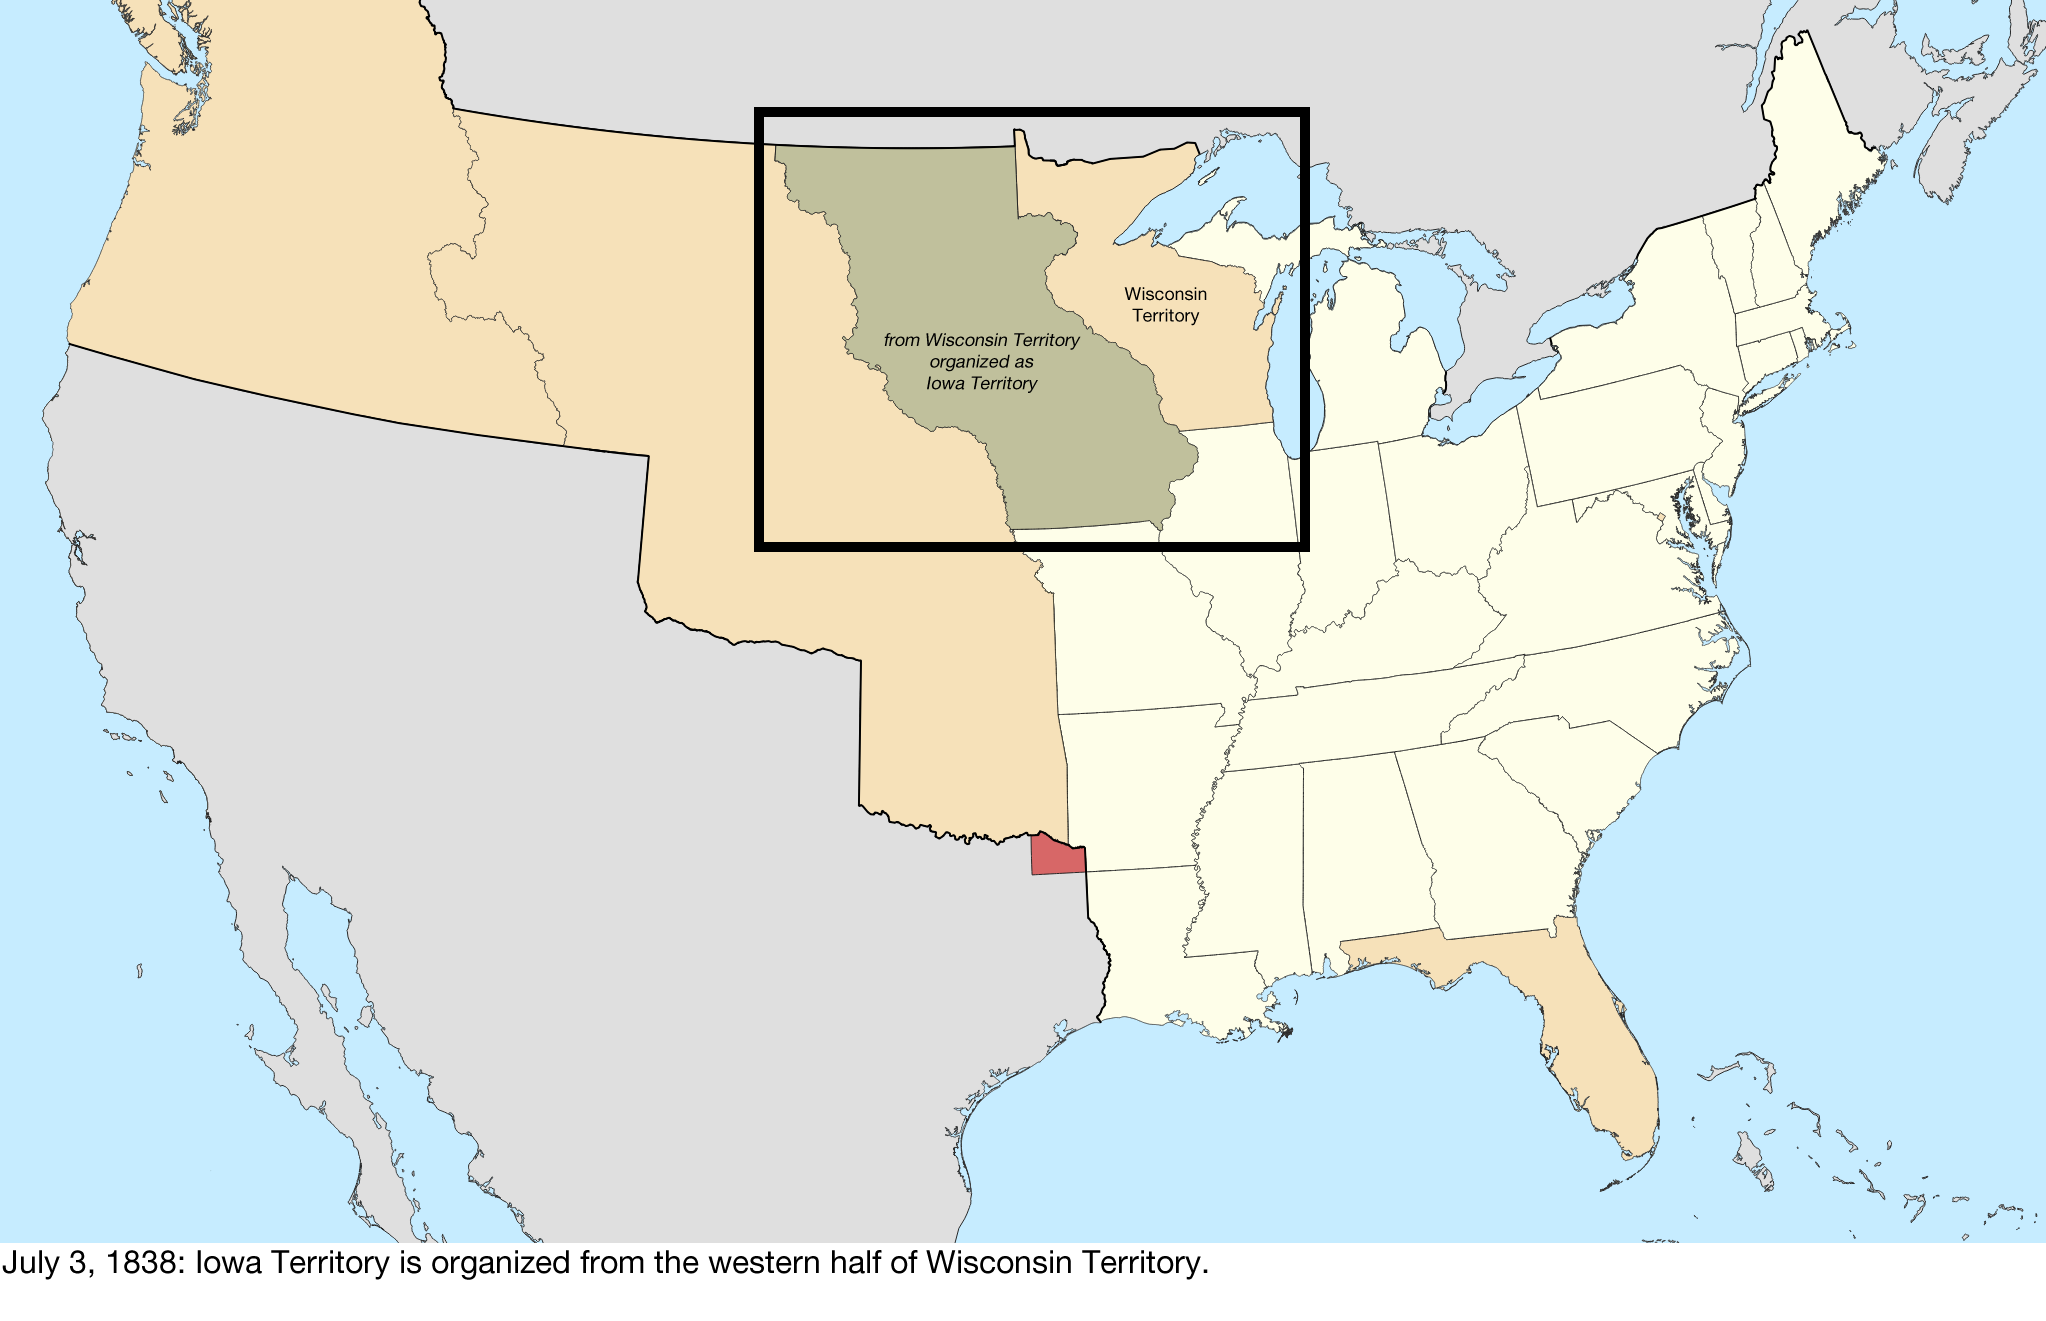 Wisconsin
Territory
from Wisconsin Territory
organized as
Iowa Territory
July 3, 1838: Iowa Territory is organized from the western half of Wisconsin Territory.